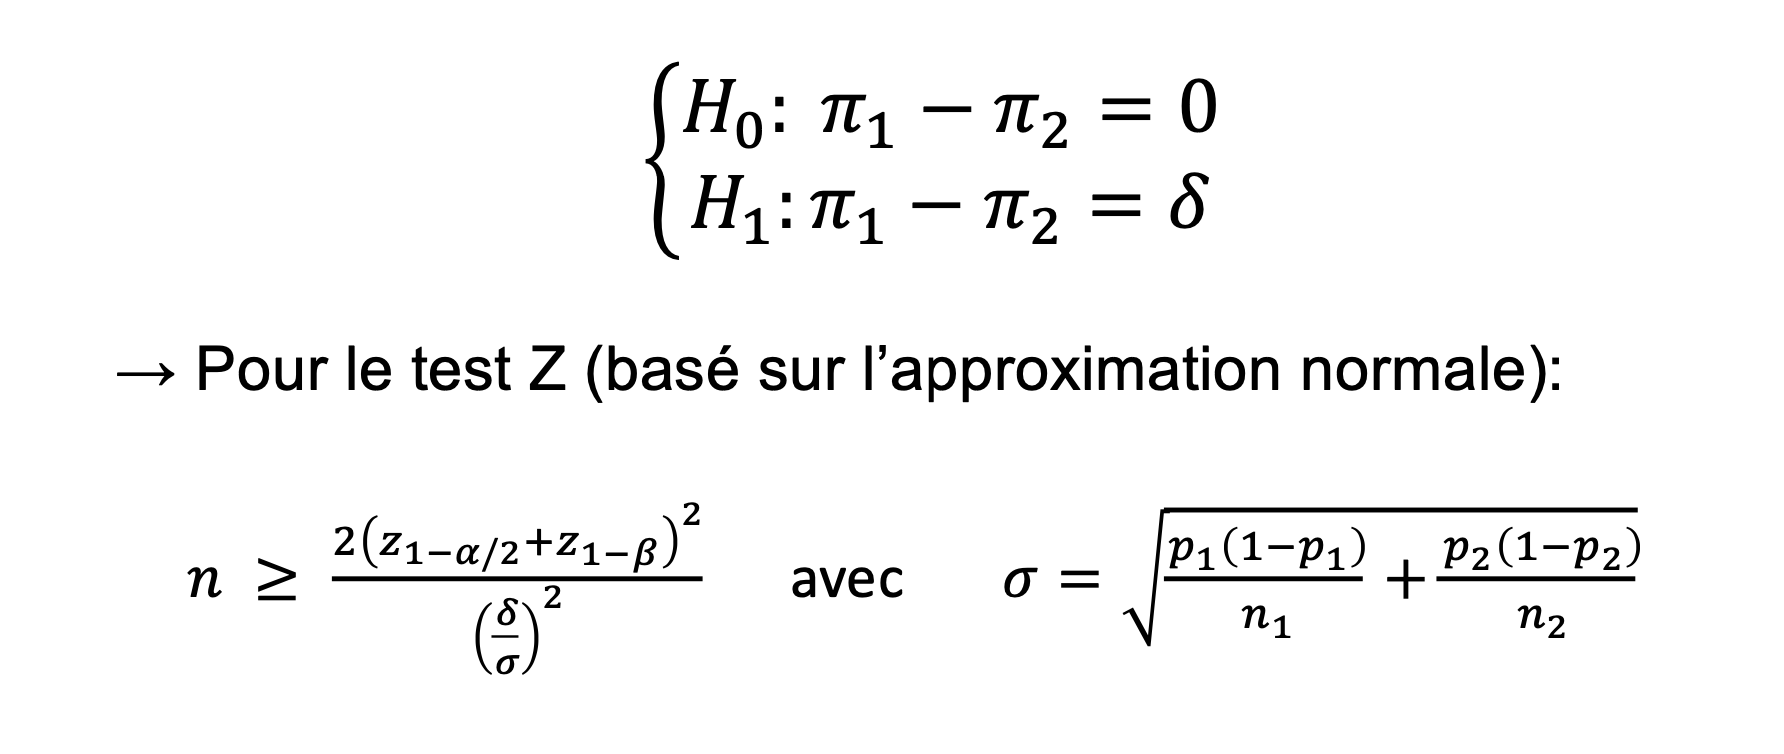 H₀: π₁ − π₂ = 0
H₁: π₁ − π₂ = δ
→ Pour le test Z (basé sur l’approximation normale):
n ≥ 2(z₁₋α/₂+z₁₋β)² / (δ/σ)² avec σ = √(p₁(1−p₁)/n₁ + p₂(1−p₂)/n₂)